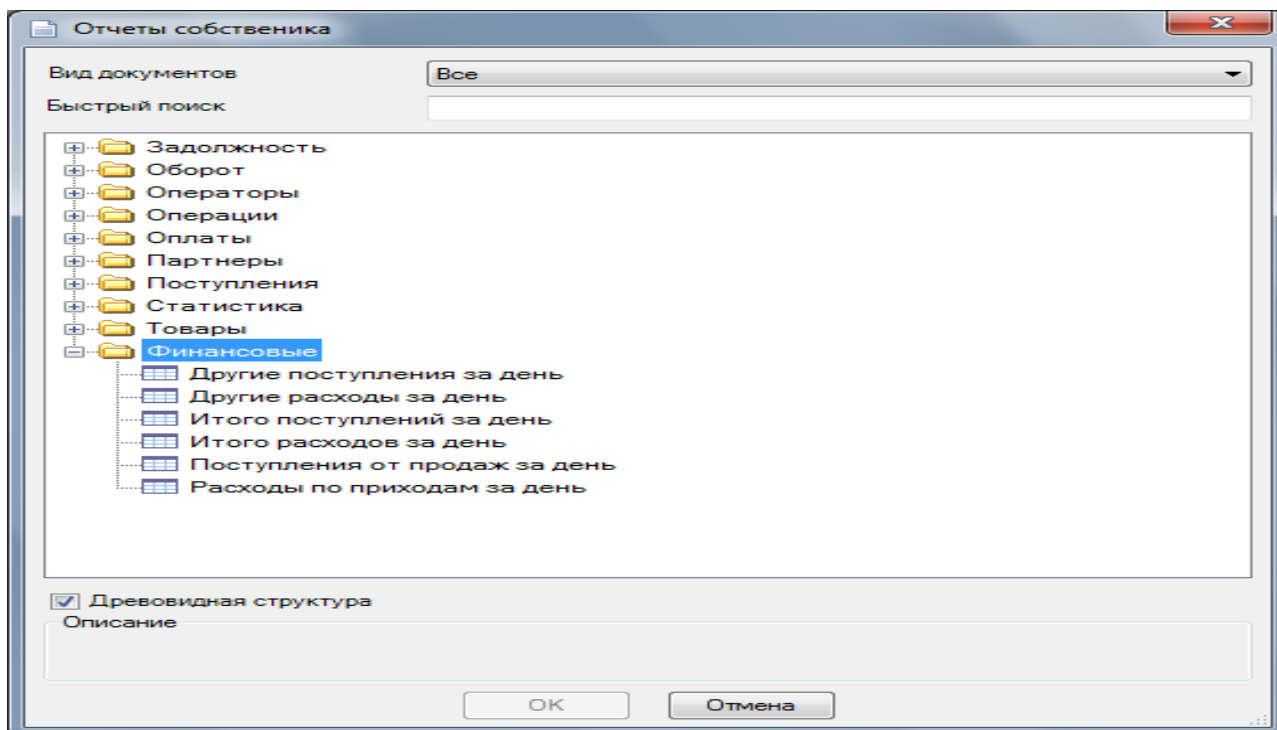 Отчеты собственика
Вид документов Все
Быстрый поиск
Задолжность
Оборот
Операторы
Операции
Оплаты
Партнеры
Поступления
Статистика
Товары
Финансовые
Другие поступления за день
Другие расходы за день
Итого поступлений за день
Итого расходов за день
Поступления от продаж за день
Расходы по приходам за день
Древовидная структура
Описание
OK Отмена